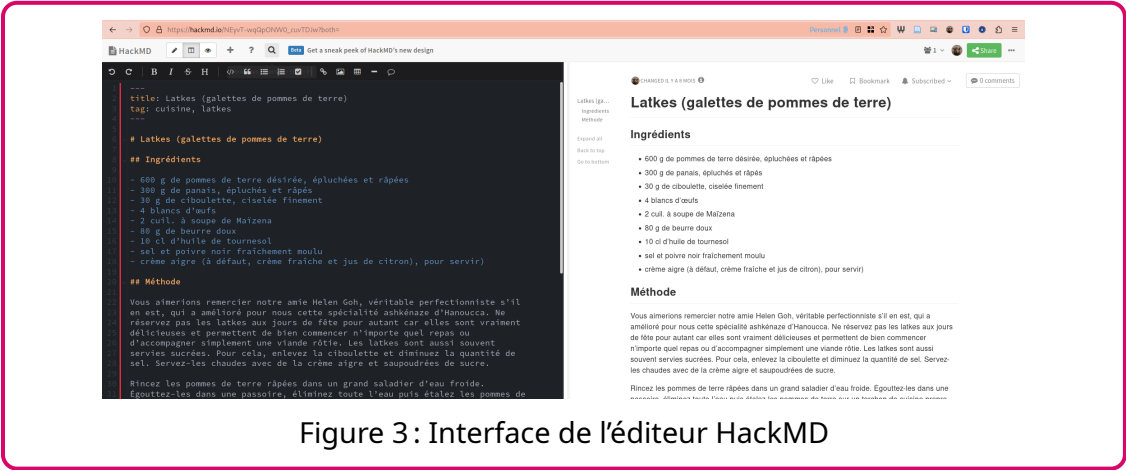 https://hackmd.io/NEyvT-wqQpONW0_cuvTDJw?both=
Personnel
HackMD
Beta Get a sneak peek of HackMD's new design
1
Share
B I S H
---
title: Latkes (galettes de pommes de terre)
tag: cuisine, latkes
---
# Latkes (galettes de pommes de terre)
## Ingrédients
- 600 g de pommes de terre désirée, épluchées et râpées
- 300 g de panais, épluchés et râpés
- 30 g de ciboulette, ciselée finement
- 4 blancs d'œufs
- 2 cuil. à soupe de Maïzena
- 80 g de beurre doux
- 10 cl d'huile de tournesol
- sel et poivre noir fraîchement moulu
- crème aigre (à défaut, crème fraîche et jus de citron), pour servir)
## Méthode
Vous aimerions remercier notre amie Helen Goh, véritable perfectionniste s'il
en est, qui a amélioré pour nous cette spécialité ashkénaze d'Hanoucca. Ne
réservez pas les latkes aux jours de fête pour autant car elles sont vraiment
délicieuses et permettent de bien commencer n'importe quel repas ou
d'accompagner simplement une viande rôtie. Les latkes sont aussi souvent
servies sucrées. Pour cela, enlevez la ciboulette et diminuez la quantité de
sel. Servez-les chaudes avec de la crème aigre et saupoudrées de sucre.
Rincez les pommes de terre râpées dans un grand saladier d'eau froide.
Égouttez-les dans une passoire, éliminez toute l'eau puis étalez les pommes de
Latkes (ga...
Ingrédients
Méthode
Expand all
Back to top
Go to bottom
CHANGED IL Y A 8 MOIS
Like
Bookmark
Subscribed
0 comments
Latkes (galettes de pommes de terre)
Ingrédients
• 600 g de pommes de terre désirée, épluchées et râpées
• 300 g de panais, épluchés et râpés
• 30 g de ciboulette, ciselée finement
• 4 blancs d'œufs
• 2 cuil. à soupe de Maïzena
• 80 g de beurre doux
• 10 cl d'huile de tournesol
• sel et poivre noir fraîchement moulu
• crème aigre (à défaut, crème fraîche et jus de citron), pour servir)
Méthode
Vous aimerions remercier notre amie Helen Goh, véritable perfectionniste s'il en est, qui a
amélioré pour nous cette spécialité ashkénaze d'Hanoucca. Ne réservez pas les latkes aux jours
de fête pour autant car elles sont vraiment délicieuses et permettent de bien commencer
n'importe quel repas ou d'accompagner simplement une viande rôtie. Les latkes sont aussi
souvent servies sucrées. Pour cela, enlevez la ciboulette et diminuez la quantité de sel. Servez-
les chaudes avec de la crème aigre et saupoudrées de sucre.
Rincez les pommes de terre râpées dans un grand saladier d'eau froide. Égouttez-les dans une
Figure 3 : Interface de l'éditeur HackMD